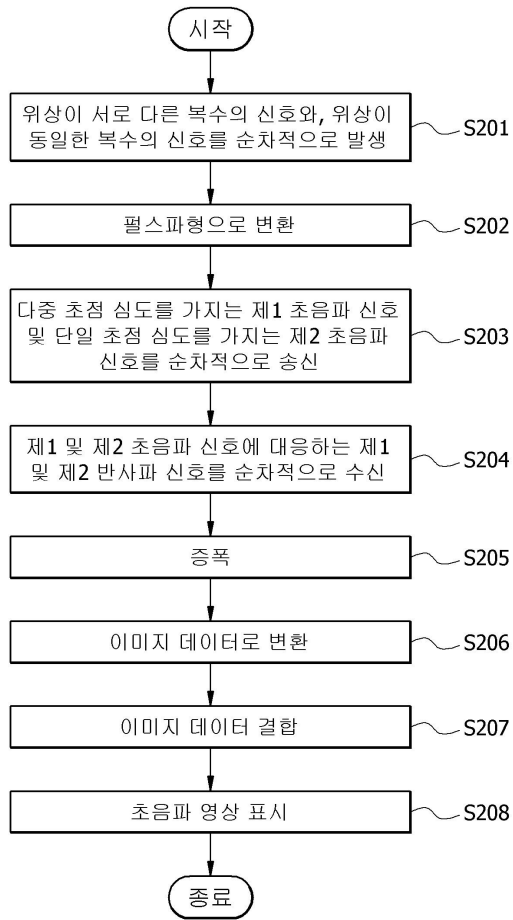 시작
위상이 서로 다른 복수의 신호와, 위상이
동일한 복수의 신호를 순차적으로 발생
S201
펄스파형으로 변환
S202
다중 초점 심도를 가지는 제1 초음파 신호
및 단일 초점 심도를 가지는 제2 초음파
신호를 순차적으로 송신
S203
제1 및 제2 초음파 신호에 대응하는 제1
및 제2 반사파 신호를 순차적으로 수신
S204
증폭
S205
이미지 데이터로 변환
S206
이미지 데이터 결합
S207
초음파 영상 표시
S208
종료